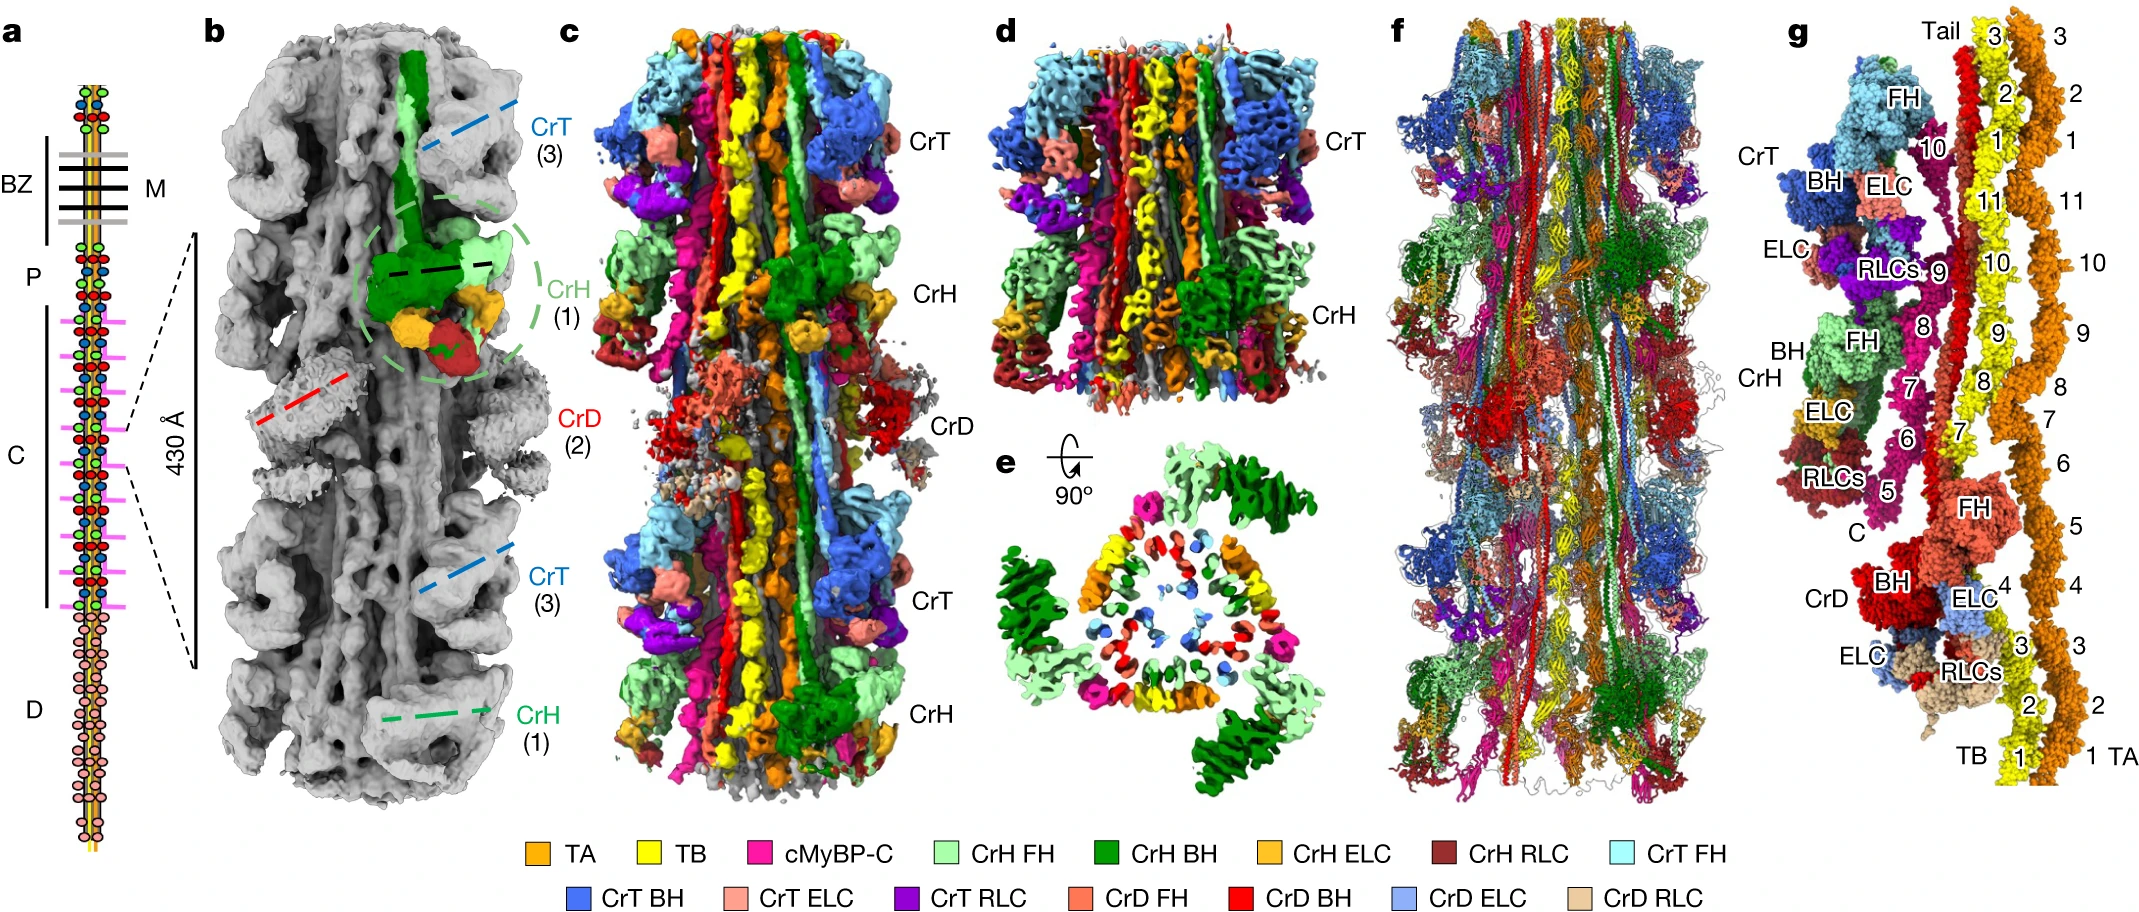 a
BZ
M
P
C
D
b
430 Å
CrT
(3)
CrH
(1)
CrD
(2)
CrT
(3)
CrH
(1)
c
CrT
CrH
CrD
CrT
CrH
d
CrT
CrH
e
90º
f
g
Tail
3
3
FH
2
2
CrT
10
1
1
BH
ELC
11
11
ELC
RLCs
9
10
10
BH
FH
8
9
9
CrH
7
8
8
ELC
6
7
7
RLCs
5
6
C
FH
5
CrD
BH
ELC
4
4
ELC
RLCs
3
3
2
2
TB
1
1
TA
TA TB cMyBP-C CrH FH CrH BH CrH ELC CrH RLC CrT FH
CrT BH CrT ELC CrT RLC CrD FH CrD BH CrD ELC CrD RLC